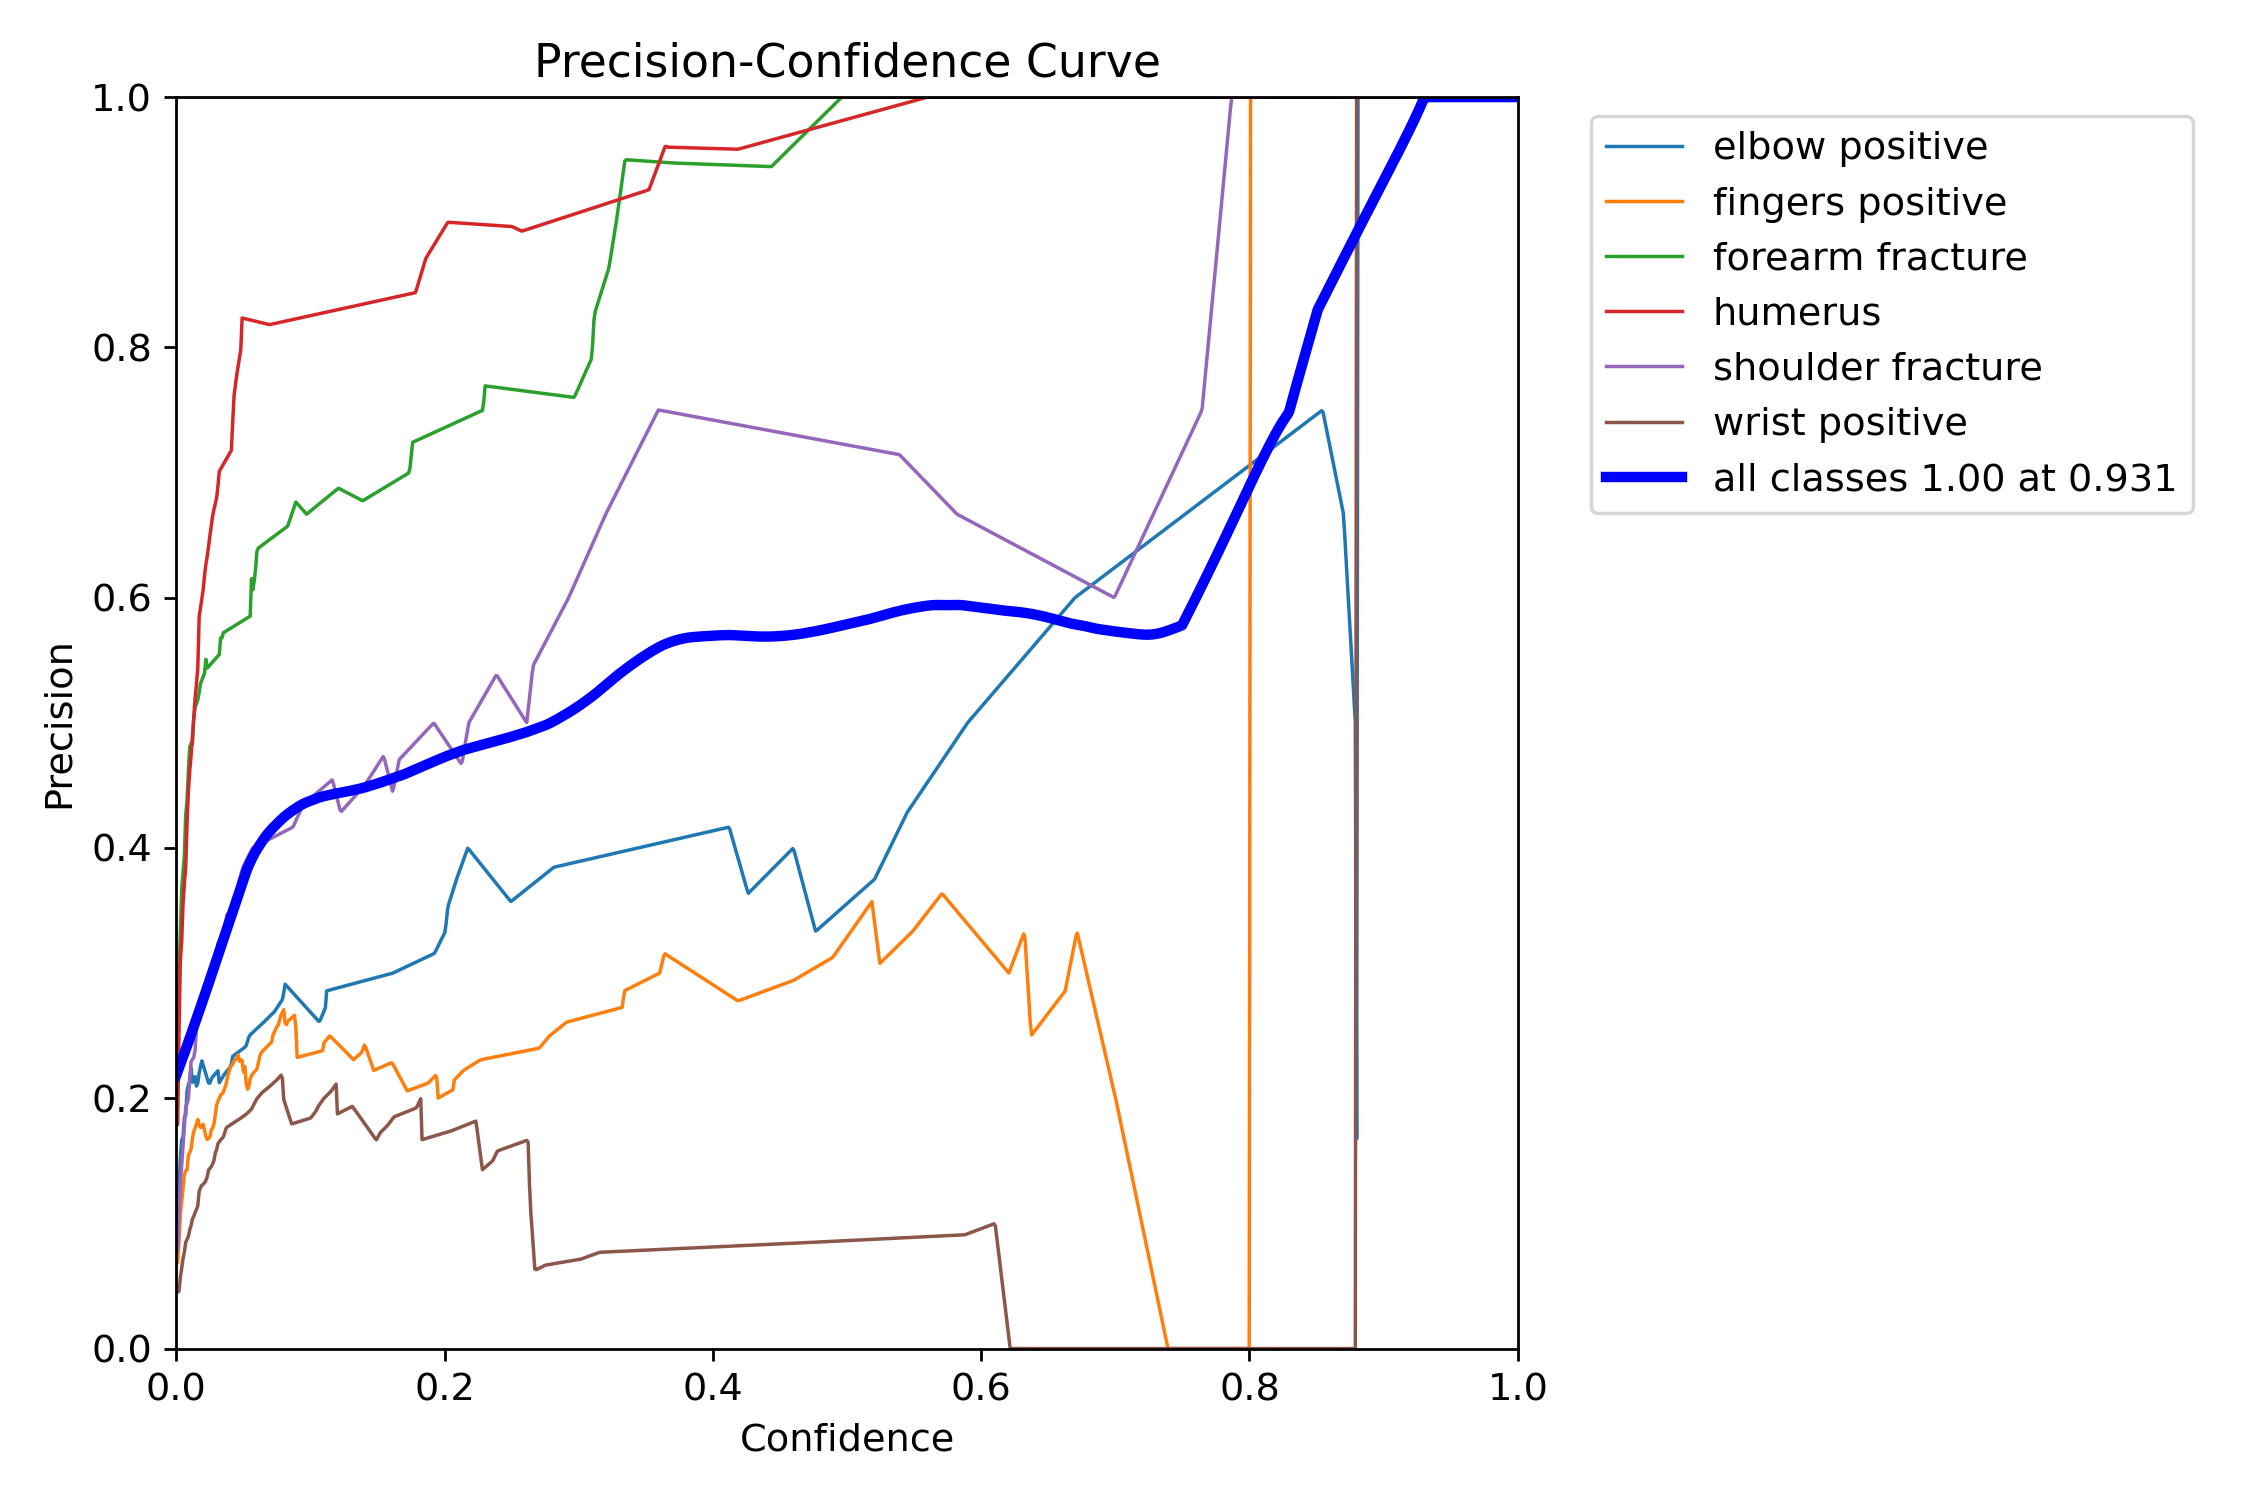 Precision-Confidence Curve
1.0
0.8
0.6
0.4
0.2
0.0
Precision
0.0 0.2 0.4 0.6 0.8 1.0
Confidence
elbow positive
fingers positive
forearm fracture
humerus
shoulder fracture
wrist positive
all classes 1.00 at 0.931